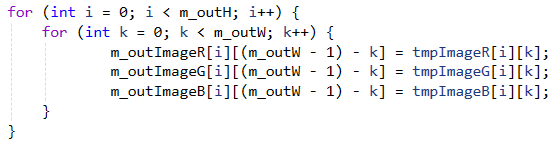 for (int i = 0; i < m_outH; i++) {
    for (int k = 0; k < m_outW; k++) {
            m_outImageR[i][(m_outW - 1) - k] = tmpImageR[i][k];
            m_outImageG[i][(m_outW - 1) - k] = tmpImageG[i][k];
            m_outImageB[i][(m_outW - 1) - k] = tmpImageB[i][k];
    }
}